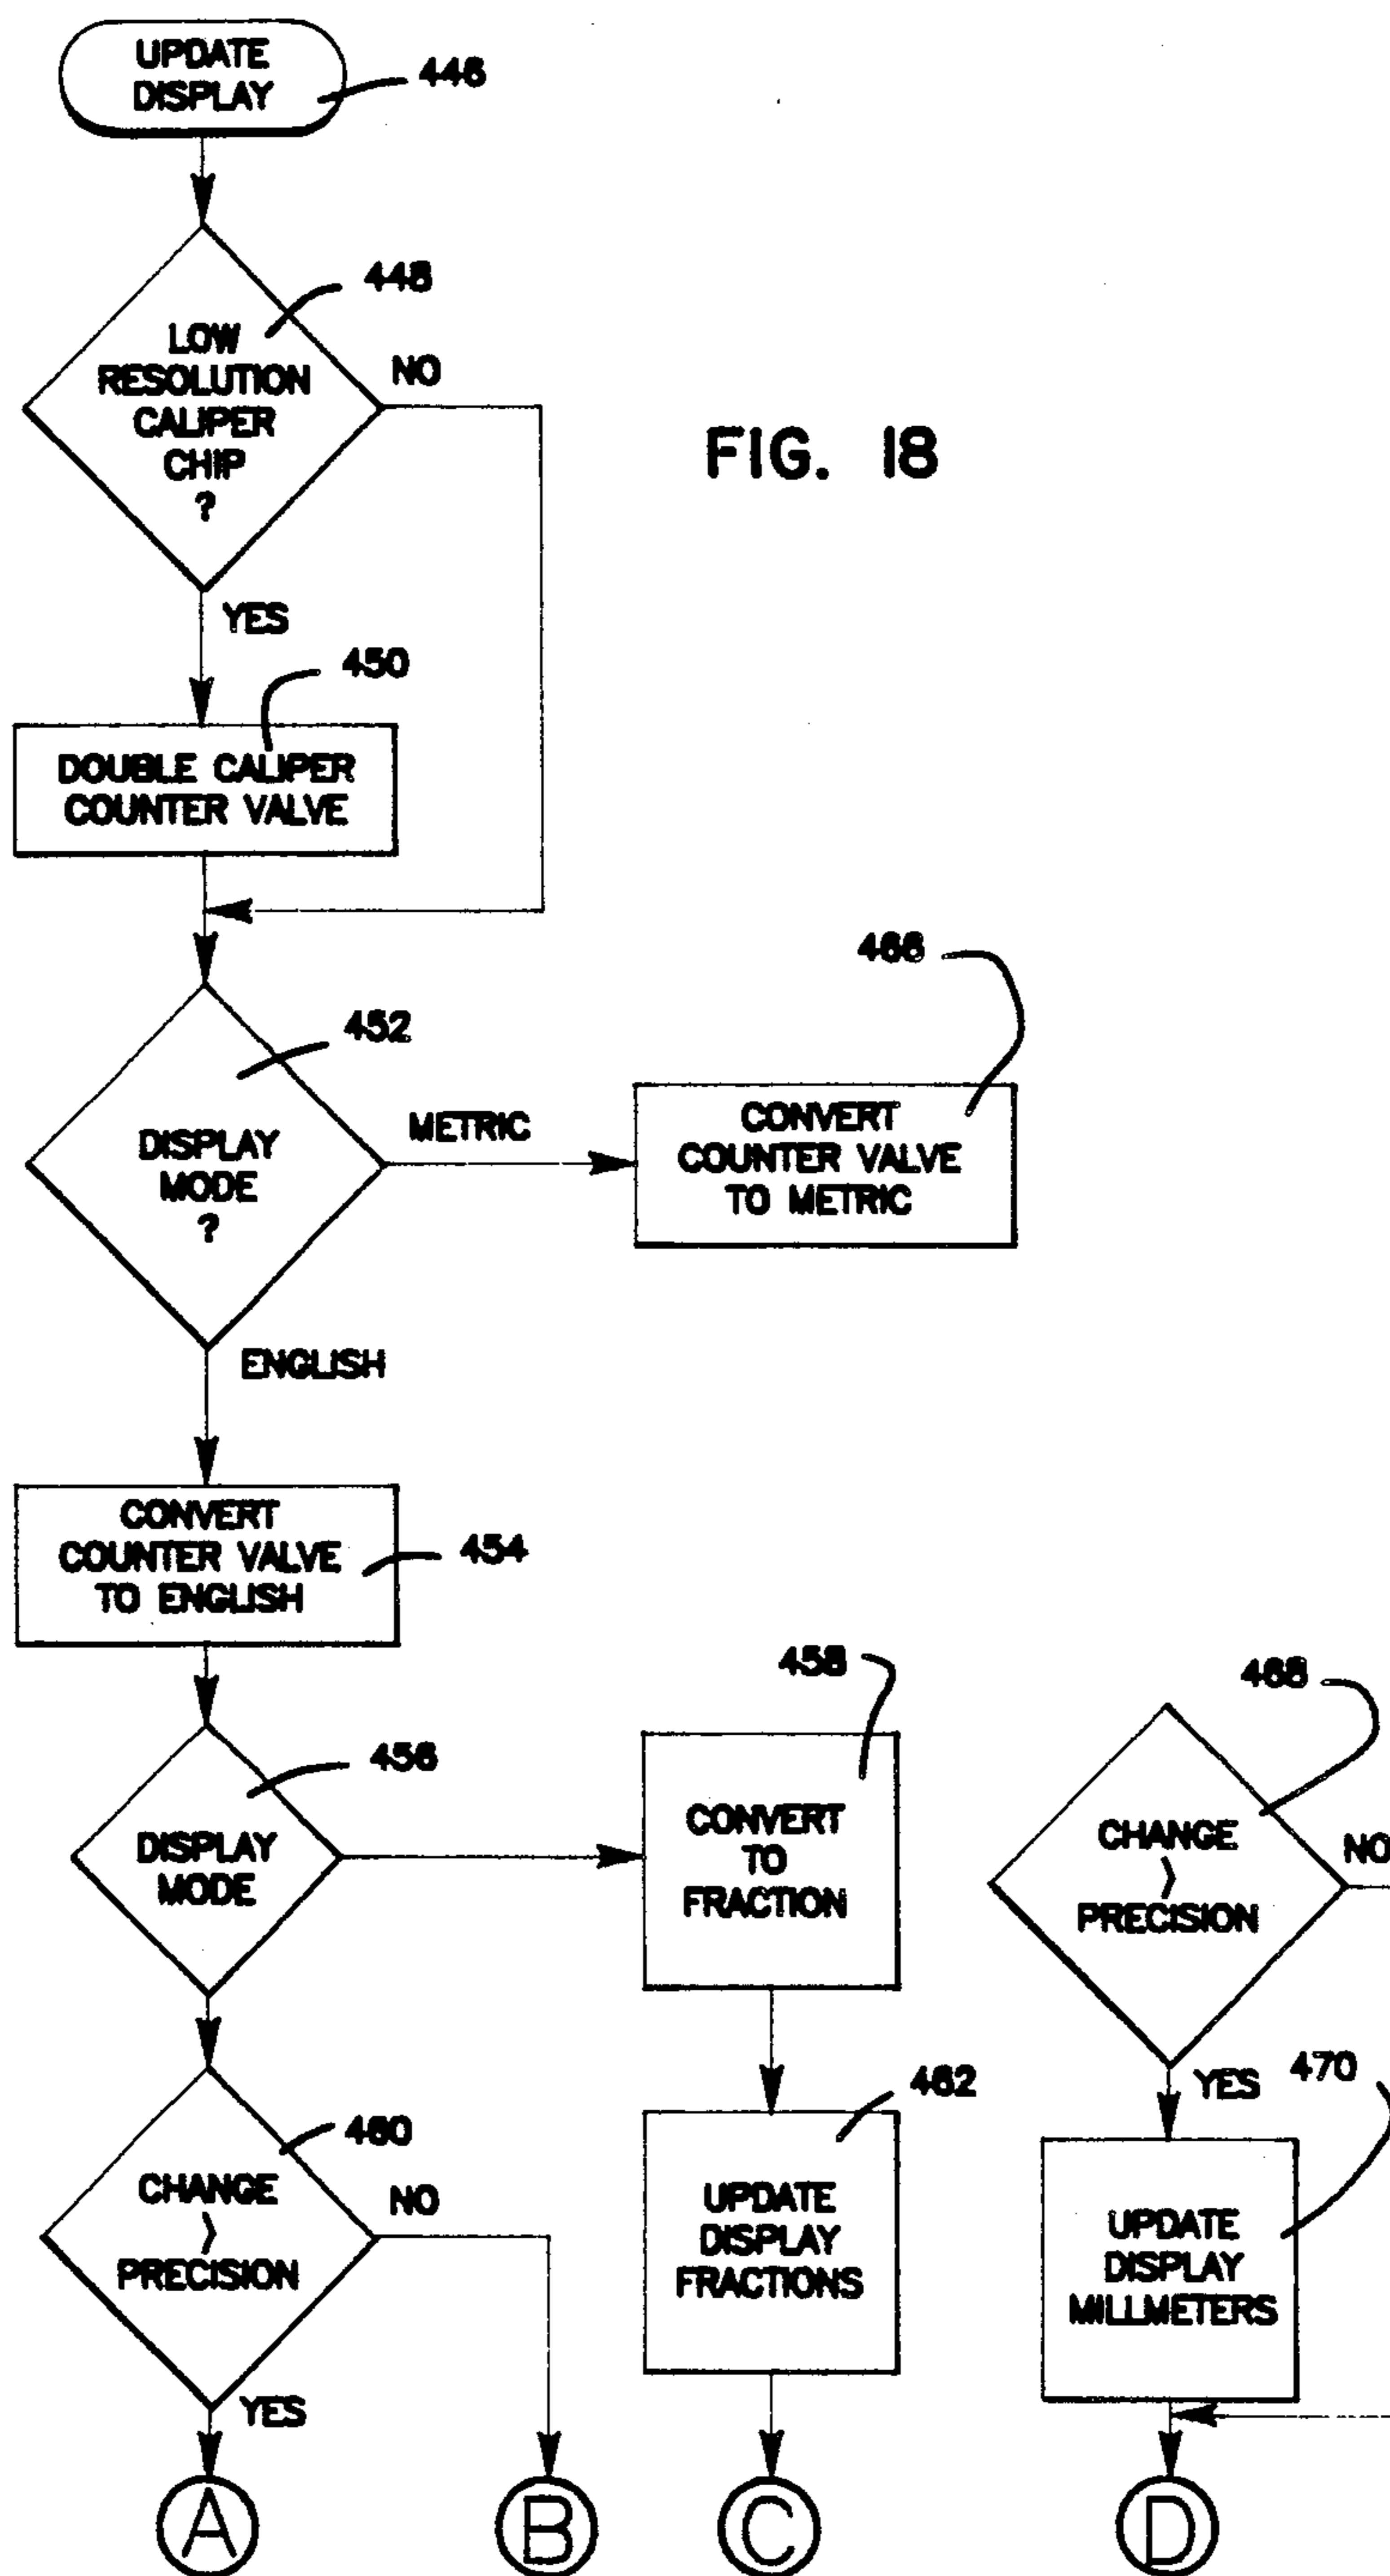 UPDATE
DISPLAY
446
448
LOW
RESOLUTION
CALIPER
CHIP
?
NO
FIG. 18
YES
450
DOUBLE CALIPER
COUNTER VALVE
466
452
DISPLAY
MODE
?
METRIC
CONVERT
COUNTER VALVE
TO METRIC
ENGLISH
CONVERT
COUNTER VALVE
TO ENGLISH
454
456
DISPLAY
MODE
458
CONVERT
TO
FRACTION
468
CHANGE
>
PRECISION
NO
YES
460
CHANGE
>
PRECISION
NO
YES
462
UPDATE
DISPLAY
FRACTIONS
470
UPDATE
DISPLAY
MILLMETERS
A
B
C
D